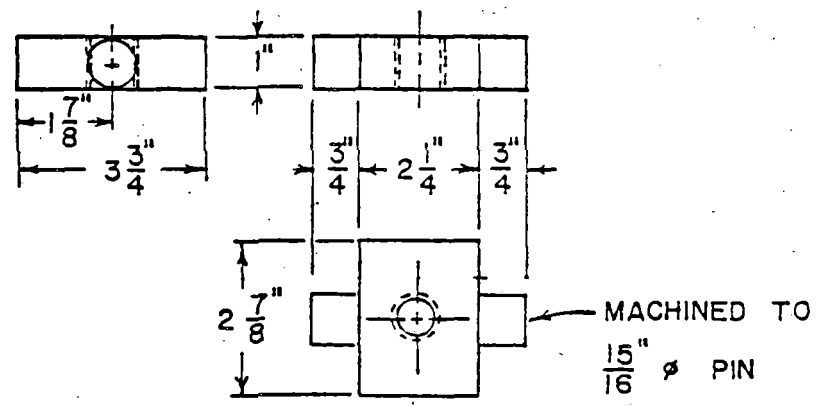 1"
1 7/8"
3 3/4"
3/4" 2 1/4" 3/4"
2 7/8"
MACHINED TO
15/16" ø PIN